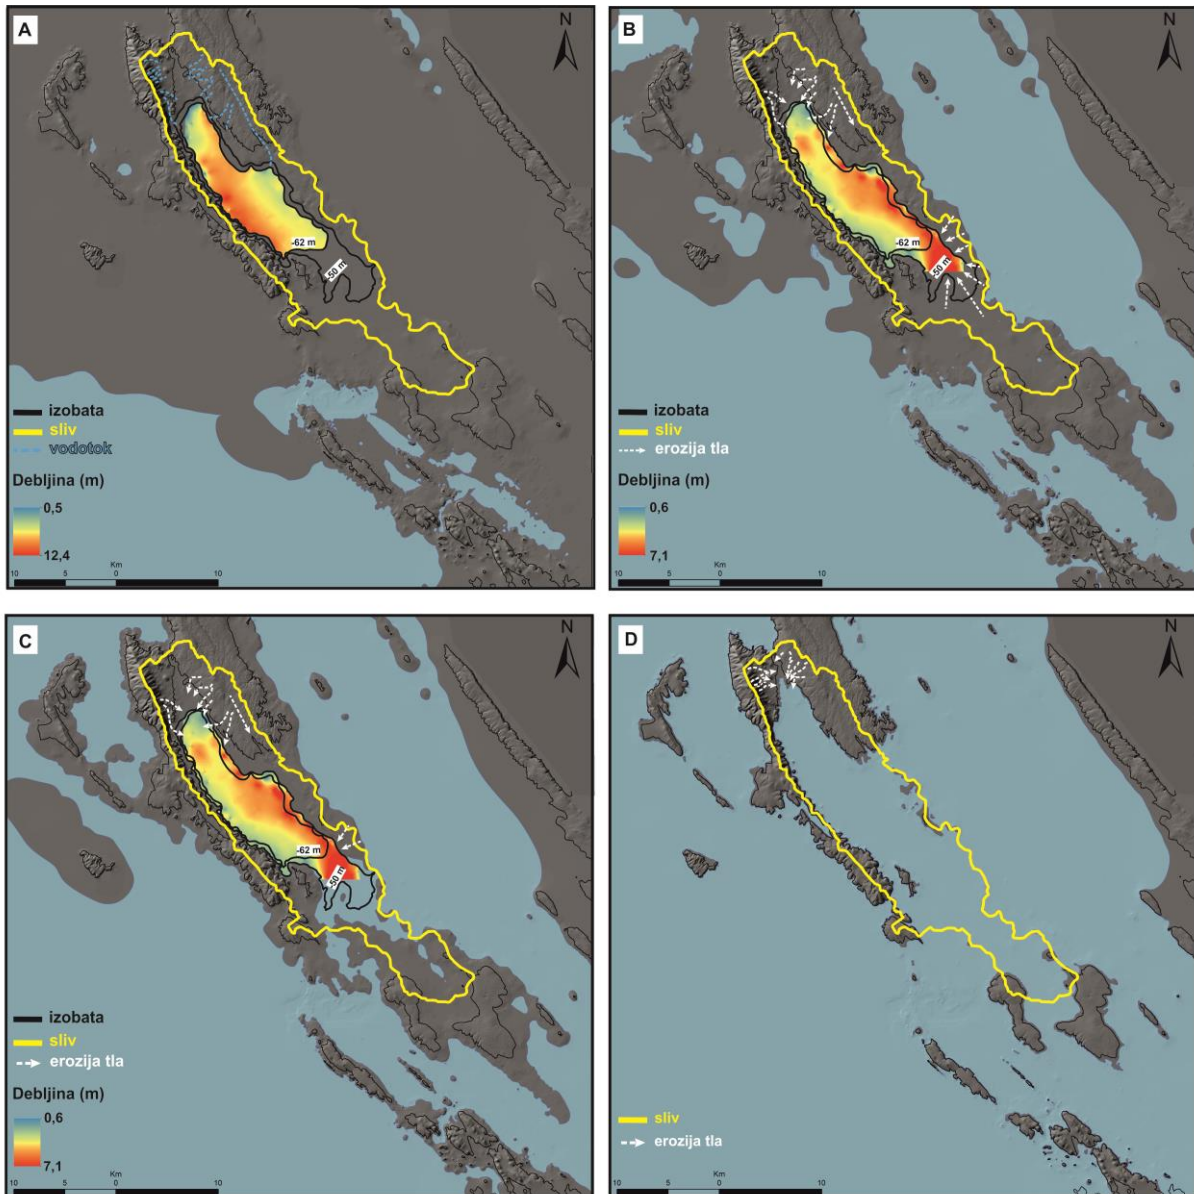 A
N
-62 m
-50 m
izobata
sliv
vodotok
Debljina (m)
0,5
12,4
Km
10 5 0 10
B
N
-62 m
-50 m
izobata
sliv
erozija tla
Debljina (m)
0,6
7,1
Km
10 5 0 10
C
N
-62 m
-50 m
izobata
sliv
erozija tla
Debljina (m)
0,6
7,1
Km
10 5 0 10
D
N
sliv
erozija tla
Km
10 5 0 10